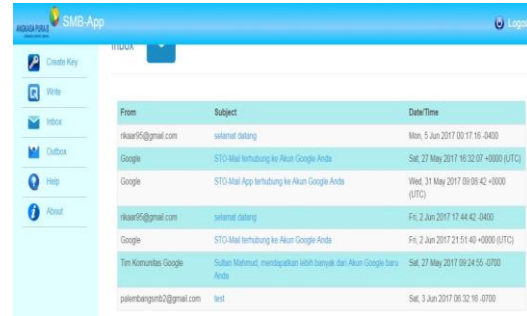 ANGKASA PURA II
SMB-App
Logo
Create Key
Write
Inbox
Outbox
Help
About
Inbox
From Subject Date/Time
rikaar95@gmail.com selamat datang Mon, 5 Jun 2017 00:17:16 -0400
Google STO-Mail terhubung ke Akun Google Anda Sat, 27 May 2017 16:32:07 +0000 (UTC)
Google STO-Mail App terhubung ke Akun Google Anda Wed, 31 May 2017 09:08:42 +0000
(UTC)
rikaar95@gmail.com selamat datang Fri, 2 Jun 2017 17:44:42 -0400
Google STO-Mail terhubung ke Akun Google Anda Fri, 2 Jun 2017 21:51:40 +0000 (UTC)
Tim Komunitas Google Sultan Mahmud, mendapatkan lebih banyak dari Akun Google baru Sat, 27 May 2017 09:24:55 -0700
Anda
palembangsmb2@gmail.com test Sat, 3 Jun 2017 06:32:16 -0700